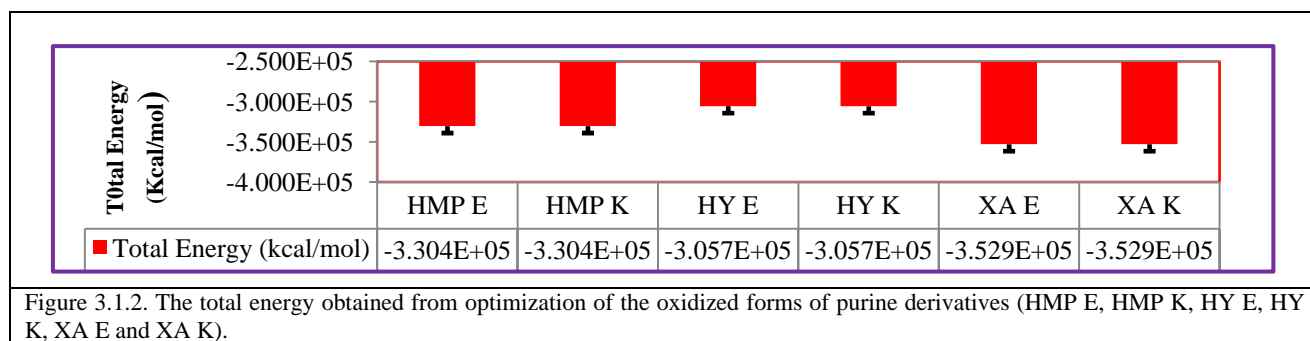 T0tal Energy
(Kcal/mol)
-2.500E+05
-3.000E+05
-3.500E+05
-4.000E+05
HMP E HMP K HY E HY K XA E XA K
Total Energy (kcal/mol) -3.304E+05 -3.304E+05 -3.057E+05 -3.057E+05 -3.529E+05 -3.529E+05
Figure 3.1.2. The total energy obtained from optimization of the oxidized forms of purine derivatives (HMP E, HMP K, HY E, HY
K, XA E and XA K).